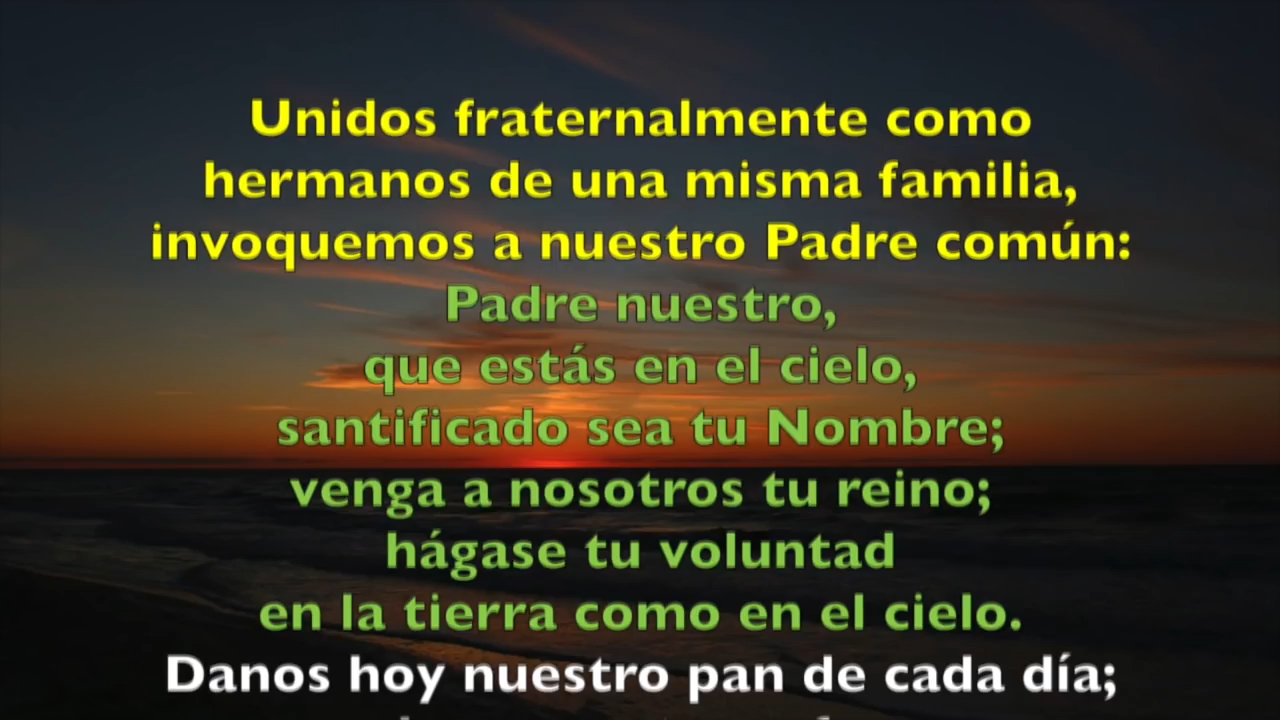 Unidos fraternalmente como
hermanos de una misma familia,
invoquemos a nuestro Padre común:
Padre nuestro,
que estás en el cielo,
santificado sea tu Nombre;
venga a nosotros tu reino;
hágase tu voluntad
en la tierra como en el cielo.
Danos hoy nuestro pan de cada día;